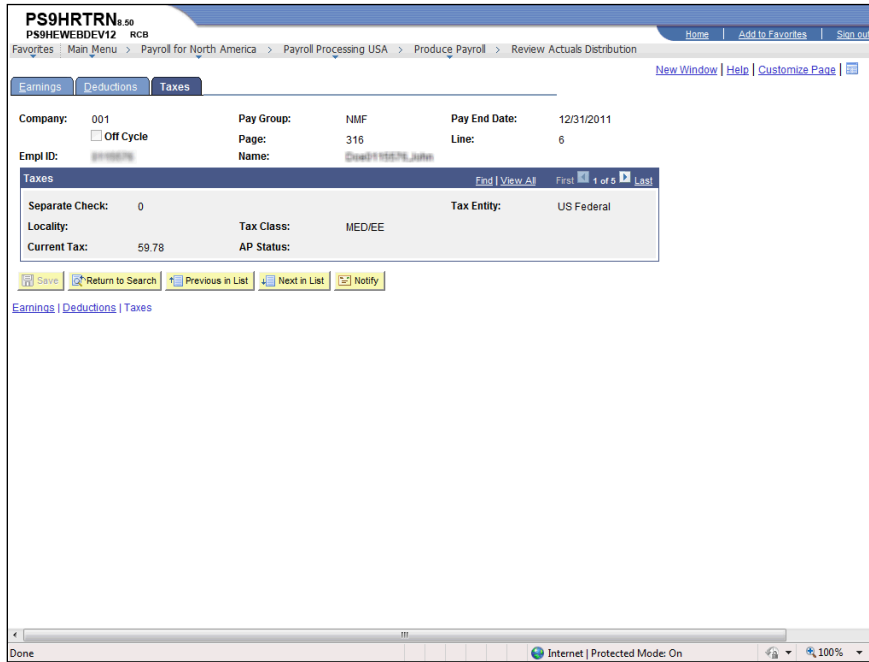 PS9HRTRN8.50
PS9HEWEBDEV12 RCB
Home | Add to Favorites | Sign out
Favorites | Main Menu > Payroll for North America > Payroll Processing USA > Produce Payroll > Review Actuals Distribution
New Window | Help | Customize Page |
Earnings Deductions Taxes
Company: 001 Pay Group: NMF Pay End Date: 12/31/2011
Off Cycle Page: 316 Line: 6
Empl ID: Name:
Taxes Find | View All First 1 of 5 Last
Separate Check: 0 Tax Entity: US Federal
Locality: Tax Class: MED/EE
Current Tax: 59.78 AP Status:
Save Return to Search Previous in List Next in List Notify
Earnings | Deductions | Taxes
Done Internet | Protected Mode: On 100%